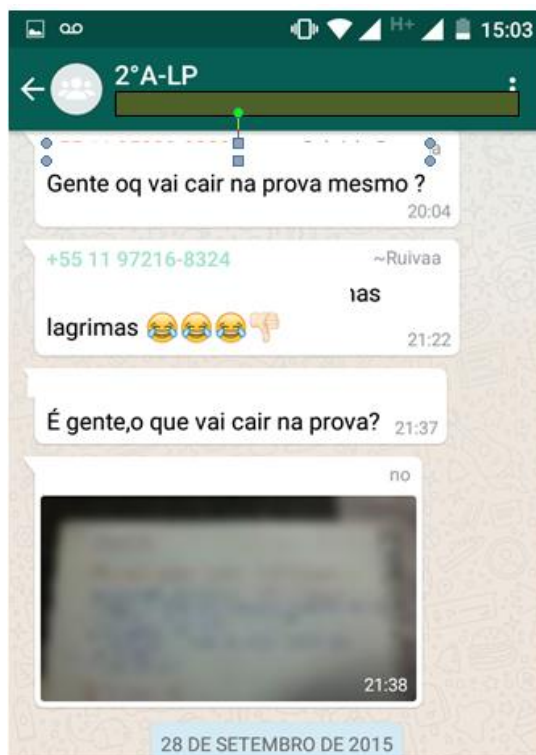 H+ 15:03
2°A-LP
Gente oq vai cair na prova mesmo ?
20:04
+55 11 97216-8324 ~Ruivaa
lagrimas 😂😂😂👎
21:22
É gente,o que vai cair na prova? 21:37
no
21:38
28 DE SETEMBRO DE 2015